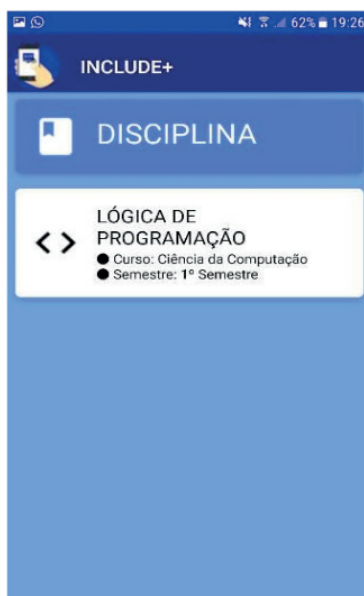 62% 19:26
INCLUDE+
DISCIPLINA
LÓGICA DE
PROGRAMAÇÃO
● Curso: Ciência da Computação
● Semestre: 1º Semestre